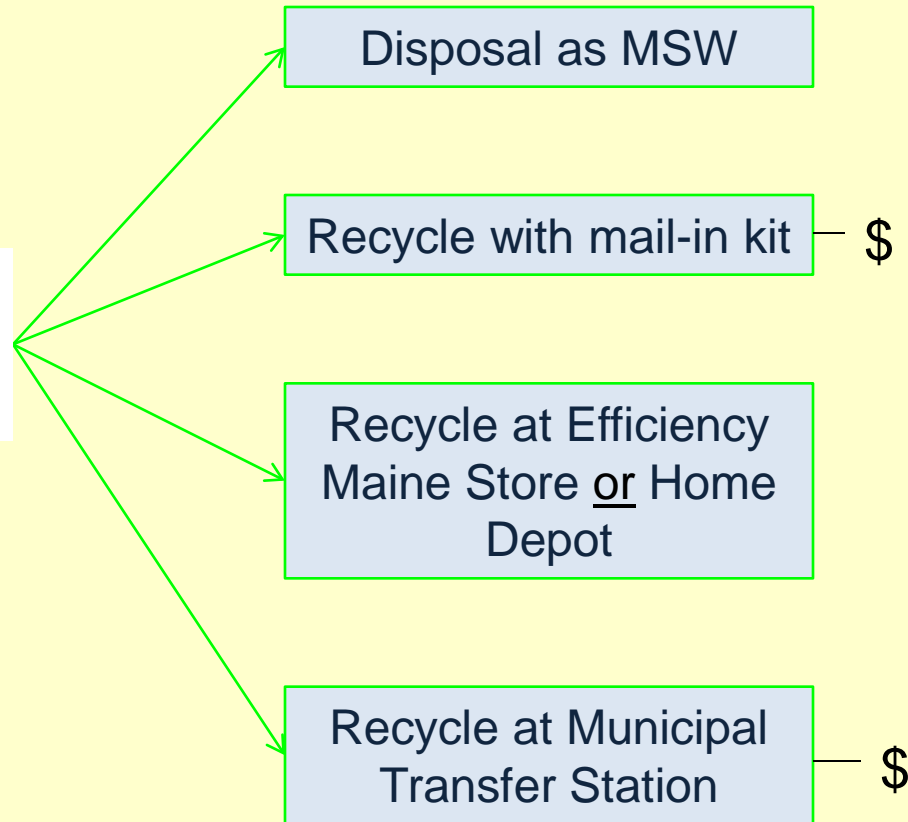 Disposal as MSW
Recycle with mail-in kit
$
Recycle at Efficiency
Maine Store or Home
Depot
Recycle at Municipal
Transfer Station
$